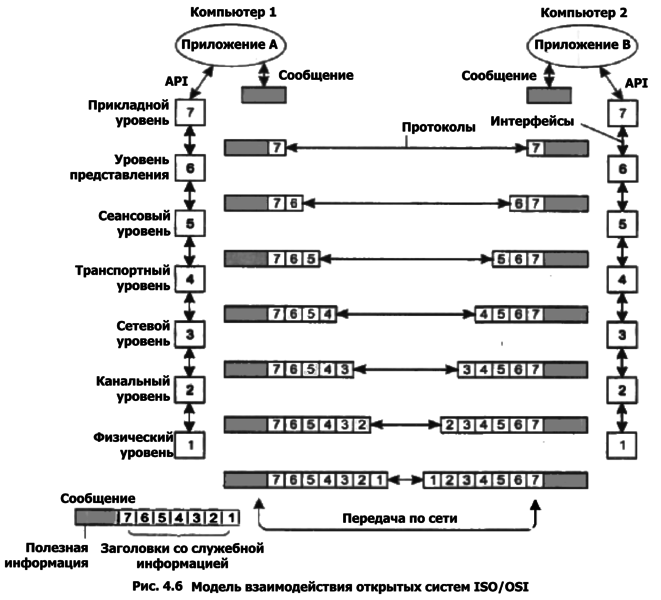 Компьютер 1
Компьютер 2
Приложение А
Приложение В
API
Сообщение
Сообщение
API
Прикладной
уровень
7
7
Протоколы
Интерфейсы
7
7
Уровень
представления
6
6
7 6
6 7
Сеансовый
уровень
5
5
7 6 5
5 6 7
Транспортный
уровень
4
4
7 6 5 4
4 5 6 7
Сетевой
уровень
3
3
7 6 5 4 3
3 4 5 6 7
Канальный
уровень
2
2
7 6 5 4 3 2
2 3 4 5 6 7
Физический
уровень
1
1
7 6 5 4 3 2 1
1 2 3 4 5 6 7
Сообщение
7 6 5 4 3 2 1
Передача по сети
Полезная
информация
Заголовки со служебной
информацией
Рис. 4.6 Модель взаимодействия открытых систем ISO/OSI